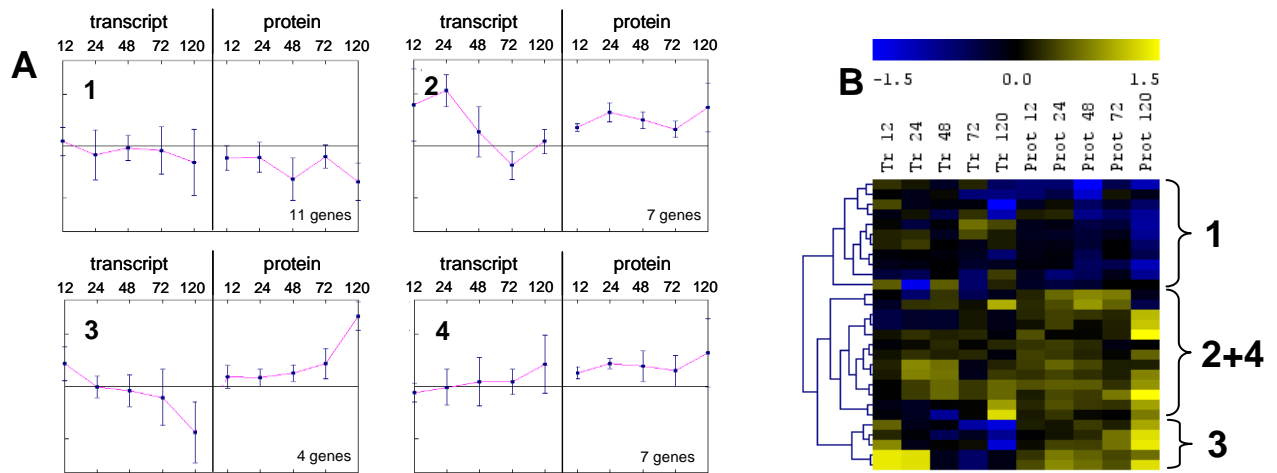 A
transcript protein
12 24 48 72 120 12 24 48 72 120
1
11 genes
transcript protein
12 24 48 72 120 12 24 48 72 120
2
7 genes
transcript protein
12 24 48 72 120 12 24 48 72 120
3
4 genes
transcript protein
12 24 48 72 120 12 24 48 72 120
4
7 genes
B
-1.5 0.0 1.5
Tr 12
Tr 24
Tr 48
Tr 72
Tr 120
Prot 12
Prot 24
Prot 48
Prot 72
Prot 120
1
2+4
3